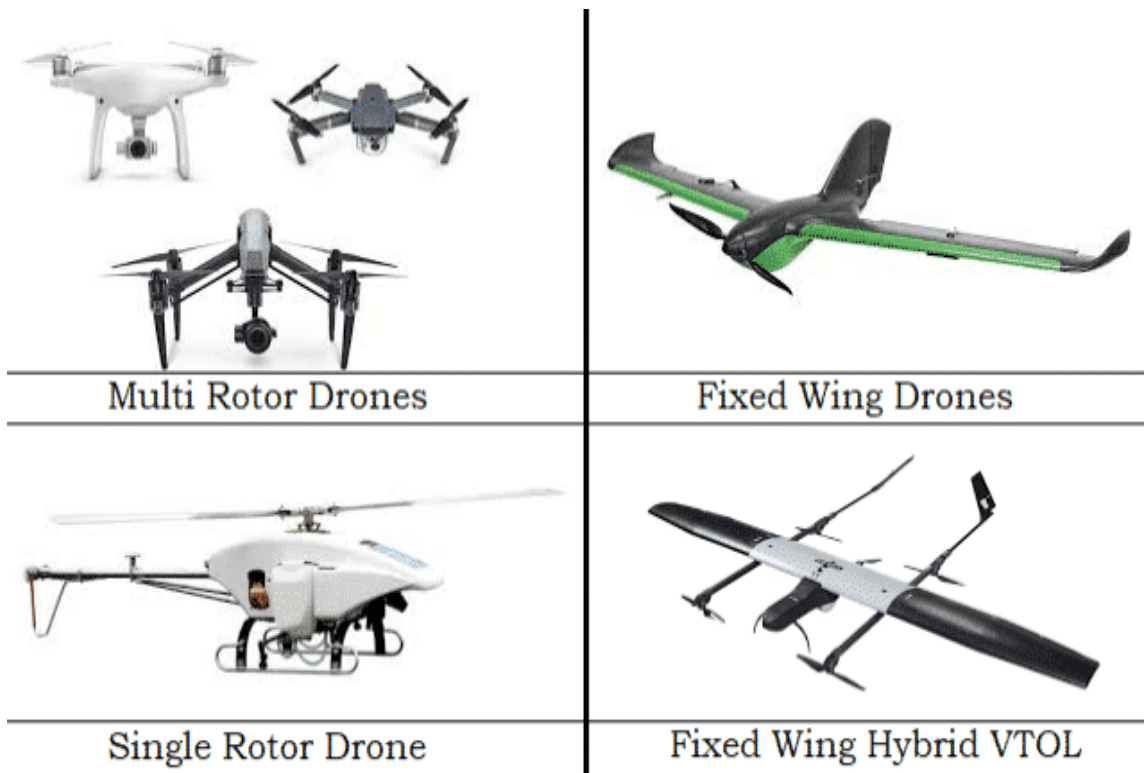 Multi Rotor Drones
Fixed Wing Drones
Single Rotor Drone
Fixed Wing Hybrid VTOL